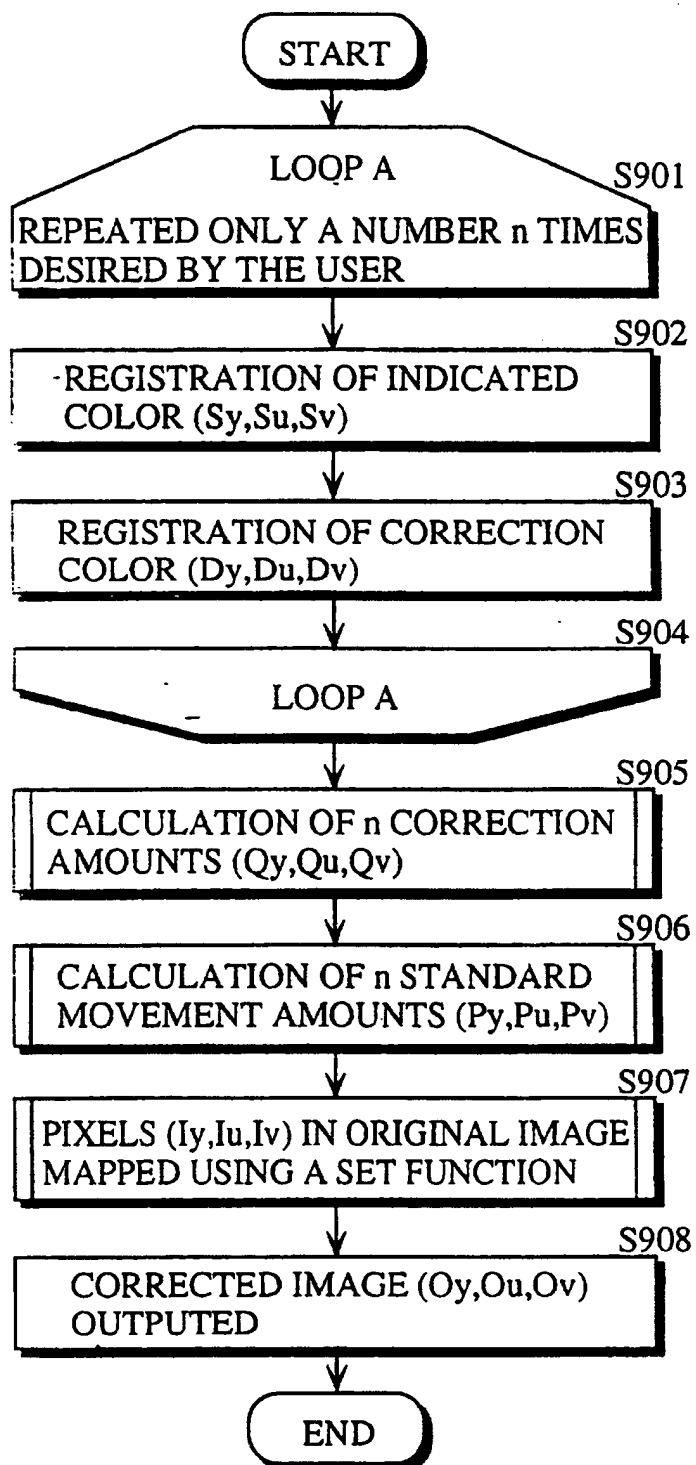 START
LOOP A
S901
REPEATED ONLY A NUMBER n TIMES
DESIRED BY THE USER
S902
REGISTRATION OF INDICATED
COLOR (Sy,Su,Sv)
S903
REGISTRATION OF CORRECTION
COLOR (Dy,Du,Dv)
S904
LOOP A
S905
CALCULATION OF n CORRECTION
AMOUNTS (Qy,Qu,Qv)
S906
CALCULATION OF n STANDARD
MOVEMENT AMOUNTS (Py,Pu,Pv)
S907
PIXELS (Iy,Iu,Iv) IN ORIGINAL IMAGE
MAPPED USING A SET FUNCTION
S908
CORRECTED IMAGE (Oy,Ou,Ov)
OUTPUTED
END